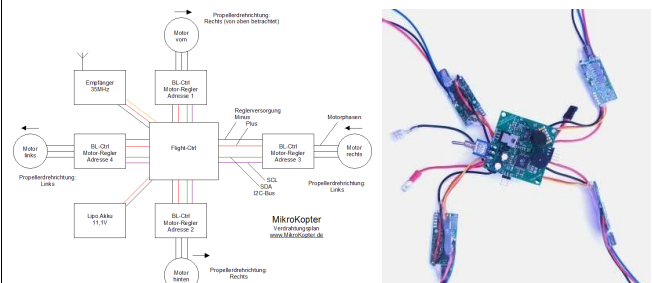 Propellerdrehrichtung:
Rechts (von oben betrachtet)
Motor
vorn
Empfänger
35MHz
BL-Ctrl
Motor-Regler
Adresse 1
Reglerversorgung
Minus
Plus
Motorphasen
Motor
links
BL-Ctrl
Motor-Regler
Adresse 4
Flight-Ctrl
BL-Ctrl
Motor-Regler
Adresse 3
Motor
rechts
Propellerdrehrichtung:
Links
SCL
SDA
I2C-Bus
Propellerdrehrichtung:
Links
Lipo Akku
11,1V
BL-Ctrl
Motor-Regler
Adresse 2
MikroKopter
Verdrahtungsplan
www.MikroKopter.de
Motor
hinten
Propellerdrehrichtung:
Rechts